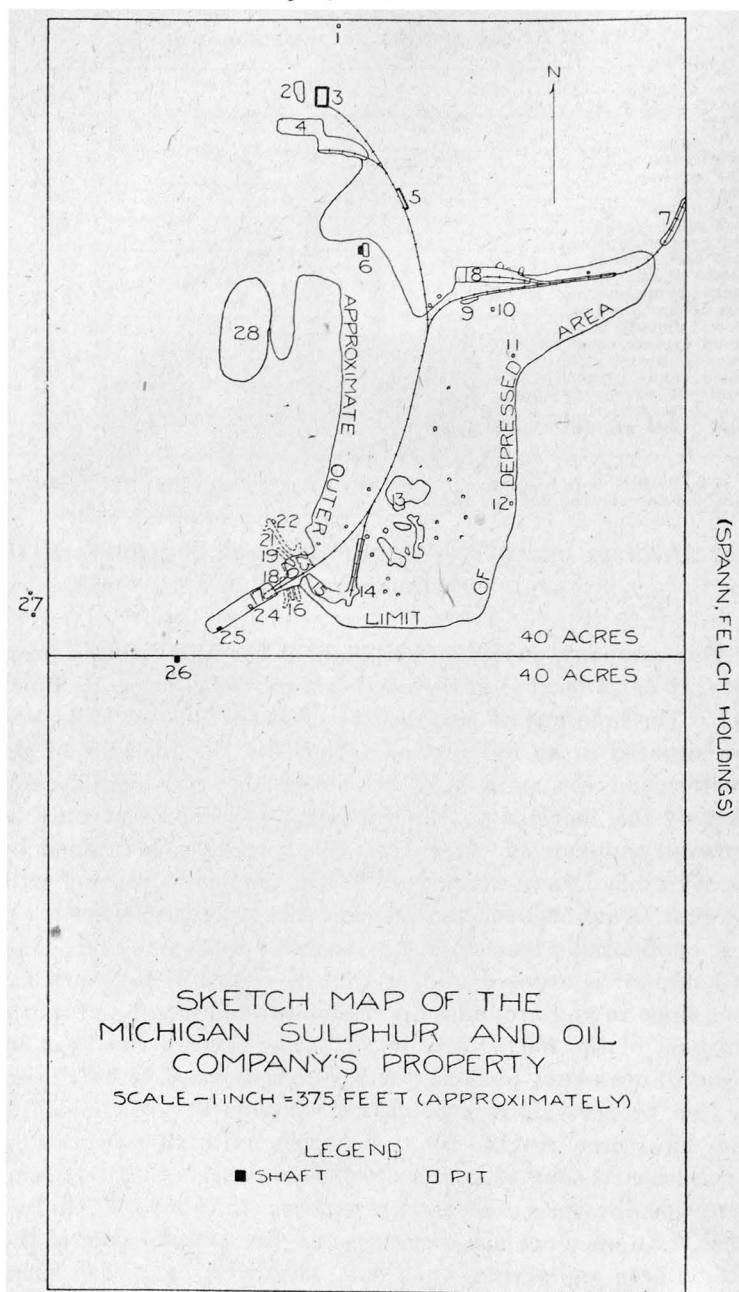 1
N
2
3
4
5
7
6
8
9
10
28
APPROXIMATE OUTER LIMIT OF DEPRESSED AREA
11
12
13
22
21
19
18
14
16
24
25
27
26
40 ACRES
40 ACRES
(SPANN, FELCH HOLDINGS)
SKETCH MAP OF THE
MICHIGAN SULPHUR AND OIL
COMPANY'S PROPERTY
SCALE-1 INCH = 375 FEET (APPROXIMATELY)
LEGEND
SHAFT
PIT